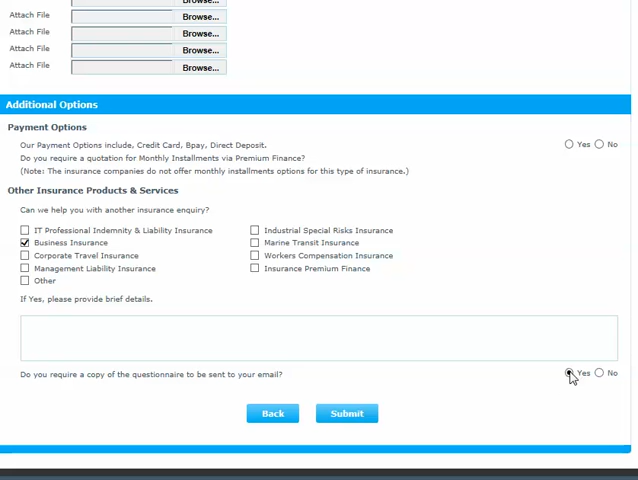 Browse...
Attach File Browse...
Attach File Browse...
Attach File Browse...
Attach File Browse...
Additional Options
Payment Options
Our Payment Options include, Credit Card, Bpay, Direct Deposit. Yes No
Do you require a quotation for Monthly Installments via Premium Finance?
(Note: The insurance companies do not offer monthly installments options for this type of insurance.)
Other Insurance Products & Services
Can we help you with another insurance enquiry?
IT Professional Indemnity & Liability Insurance Industrial Special Risks Insurance
Business Insurance Marine Transit Insurance
Corporate Travel Insurance Workers Compensation Insurance
Management Liability Insurance Insurance Premium Finance
Other
If Yes, please provide brief details.
Do you require a copy of the questionnaire to be sent to your email? Yes No
Back Submit